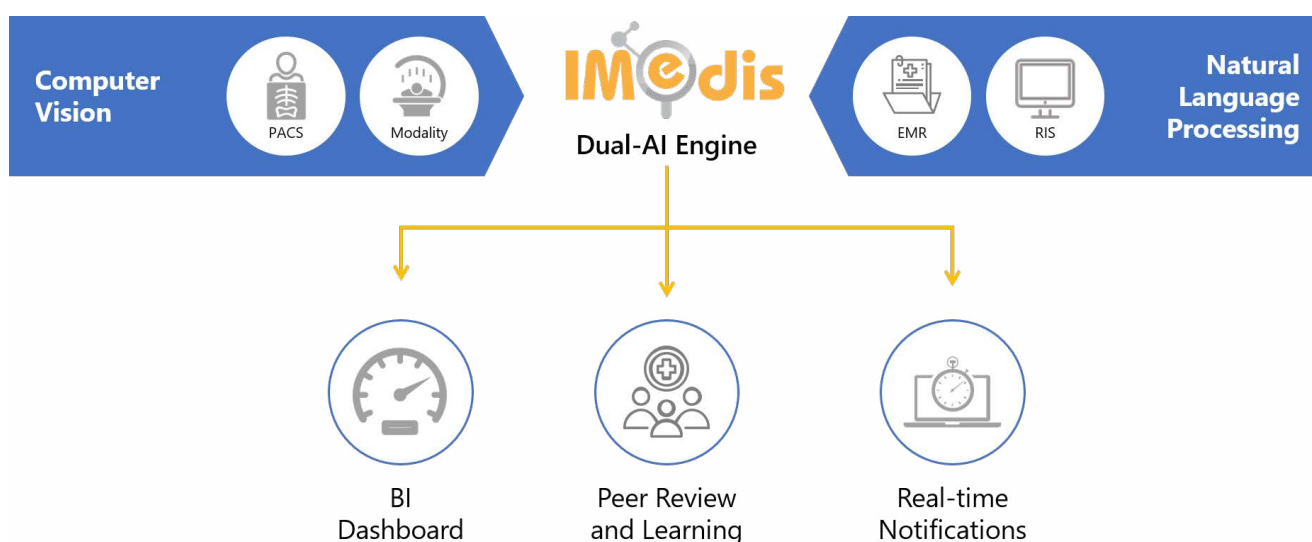 Computer
Vision
PACS
Modality
IMedis
Dual-AI Engine
EMR
RIS
Natural
Language
Processing
BI
Dashboard
Peer Review
and Learning
Real-time
Notifications